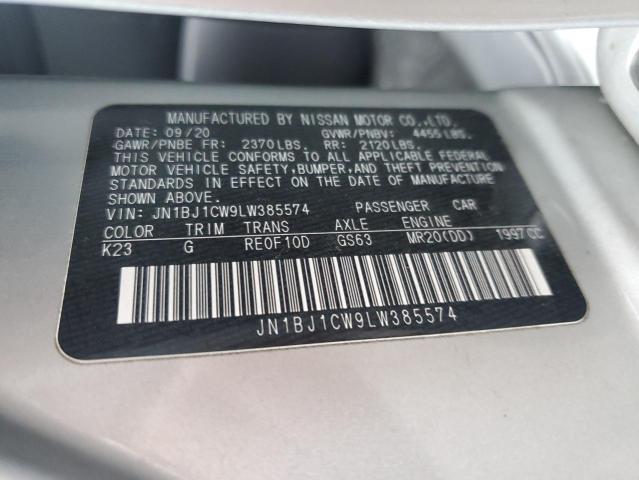 MANUFACTURED BY NISSAN MOTOR CO.,LTD.
DATE: 09/20 GVWR/PNBV: 4455 LBS.
GAWR/PNBE FR: 2370 LBS. RR: 2120 LBS.
THIS VEHICLE CONFORMS TO ALL APPLICABLE FEDERAL
MOTOR VEHICLE SAFETY,BUMPER,AND THEFT PREVENTION
STANDARDS IN EFFECT ON THE DATE OF MANUFACTURE
SHOWN ABOVE.
VIN: JN1BJ1CW9LW385574 PASSENGER CAR
COLOR TRIM TRANS AXLE ENGINE
K23 G RE0F10D GS63 MR20(DD) 1997CC
JN1BJ1CW9LW385574